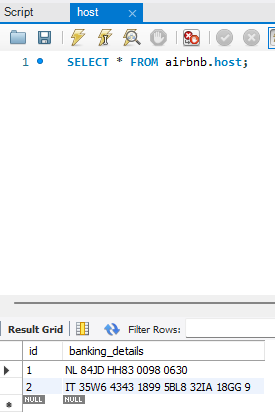 Script host ×
1 SELECT * FROM airbnb.host;
Result Grid Filter Rows:
id banking_details
1 NL 84JD HH83 0098 0630
2 IT 35W6 4343 1899 5BL8 32IA 18GG 9
NULL NULL